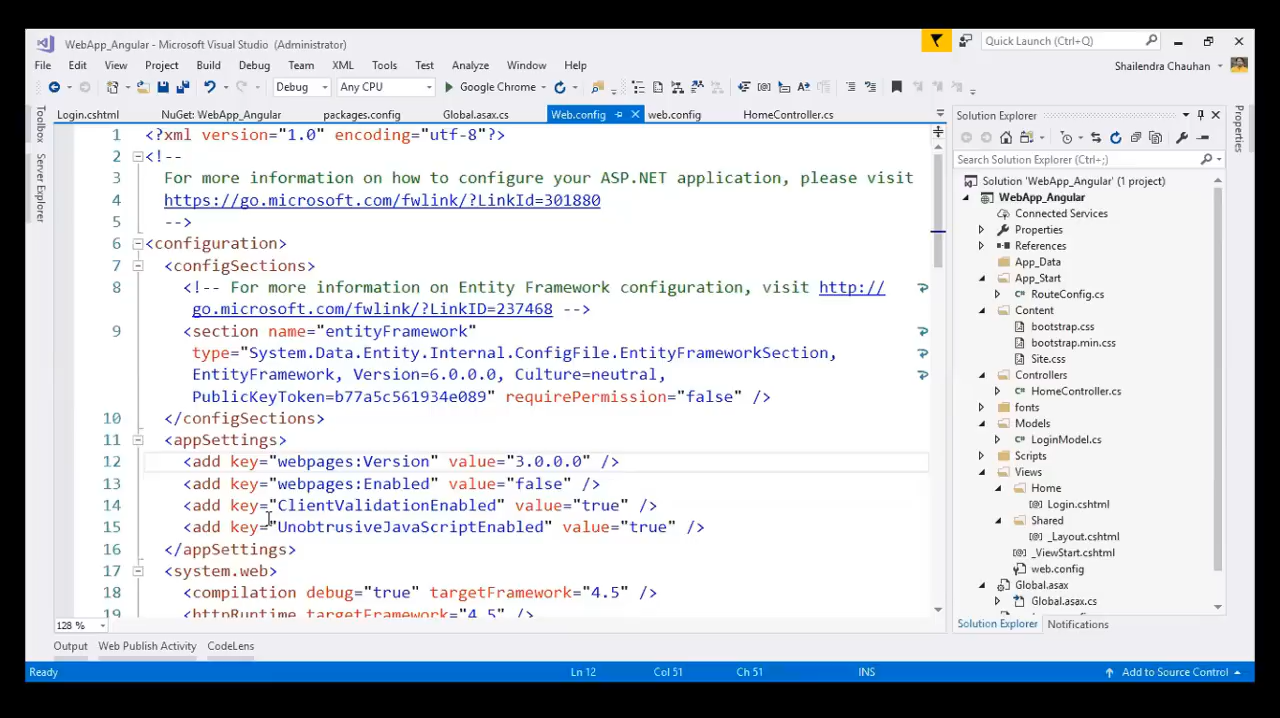 WebApp_Angular - Microsoft Visual Studio (Administrator)
Quick Launch (Ctrl+Q)
File Edit View Project Build Debug Team XML Tools Test Analyze Window Help
Shailendra Chauhan
Debug Any CPU Google Chrome
Login.cshtml NuGet: WebApp_Angular packages.config Global.asax.cs Web.config web.config HomeController.cs
1 <?xml version="1.0" encoding="utf-8"?>
2 <!--
3 For more information on how to configure your ASP.NET application, please visit
4 https://go.microsoft.com/fwlink/?LinkId=301880
5 -->
6 <configuration>
7 <configSections>
8 <!-- For more information on Entity Framework configuration, visit http://
go.microsoft.com/fwlink/?LinkID=237468 -->
9 <section name="entityFramework"
type="System.Data.Entity.Internal.ConfigFile.EntityFrameworkSection,
EntityFramework, Version=6.0.0.0, Culture=neutral,
PublicKeyToken=b77a5c561934e089" requirePermission="false" />
10 </configSections>
11 <appSettings>
12 <add key="webpages:Version" value="3.0.0.0" />
13 <add key="webpages:Enabled" value="false" />
14 <add key="ClientValidationEnabled" value="true" />
15 <add key="UnobtrusiveJavaScriptEnabled" value="true" />
16 </appSettings>
17 <system.web>
18 <compilation debug="true" targetFramework="4.5" />
19 <httpRuntime targetFramework="4.5" />
128 %
Toolbox
Server Explorer
Solution Explorer
Search Solution Explorer (Ctrl+;)
Solution 'WebApp_Angular' (1 project)
WebApp_Angular
Connected Services
Properties
References
App_Data
App_Start
RouteConfig.cs
Content
bootstrap.css
bootstrap.min.css
Site.css
Controllers
HomeController.cs
fonts
Models
LoginModel.cs
Scripts
Views
Home
Login.cshtml
Shared
_Layout.cshtml
_ViewStart.cshtml
web.config
Global.asax
Global.asax.cs
Solution Explorer Notifications
Properties
Output Web Publish Activity CodeLens
Ready Ln 12 Col 51 Ch 51 INS Add to Source Control